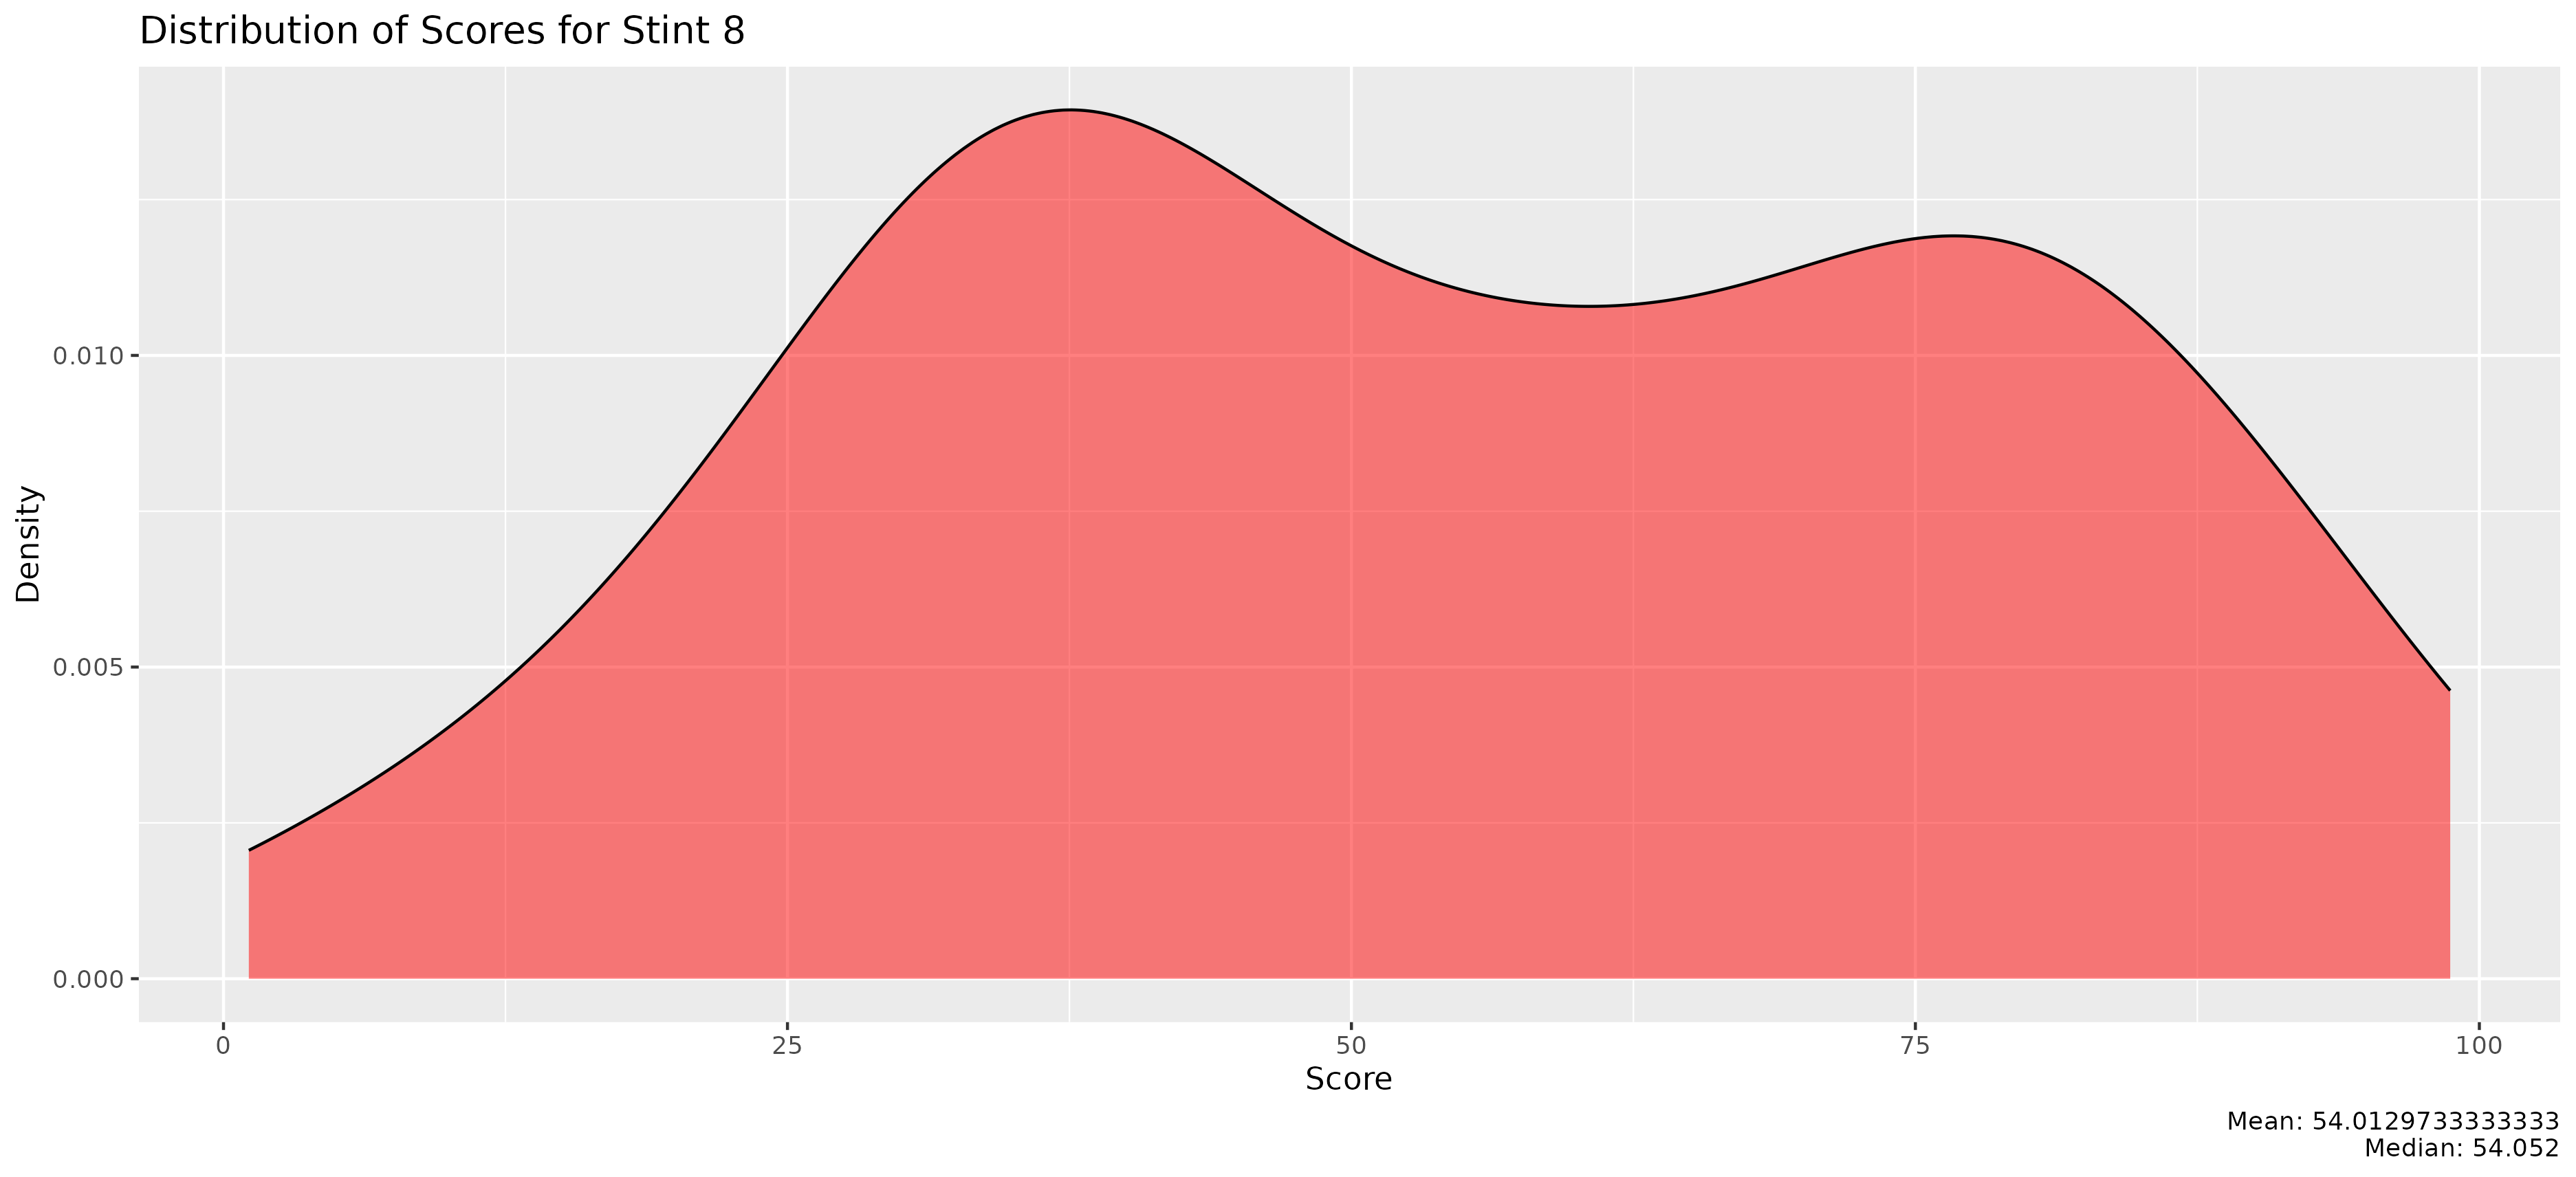 Distribution of Scores for Stint 8
Density
0.010
0.005
0.000
0 25 50 75 100
Score
Mean: 54.0129733333333
Median: 54.052